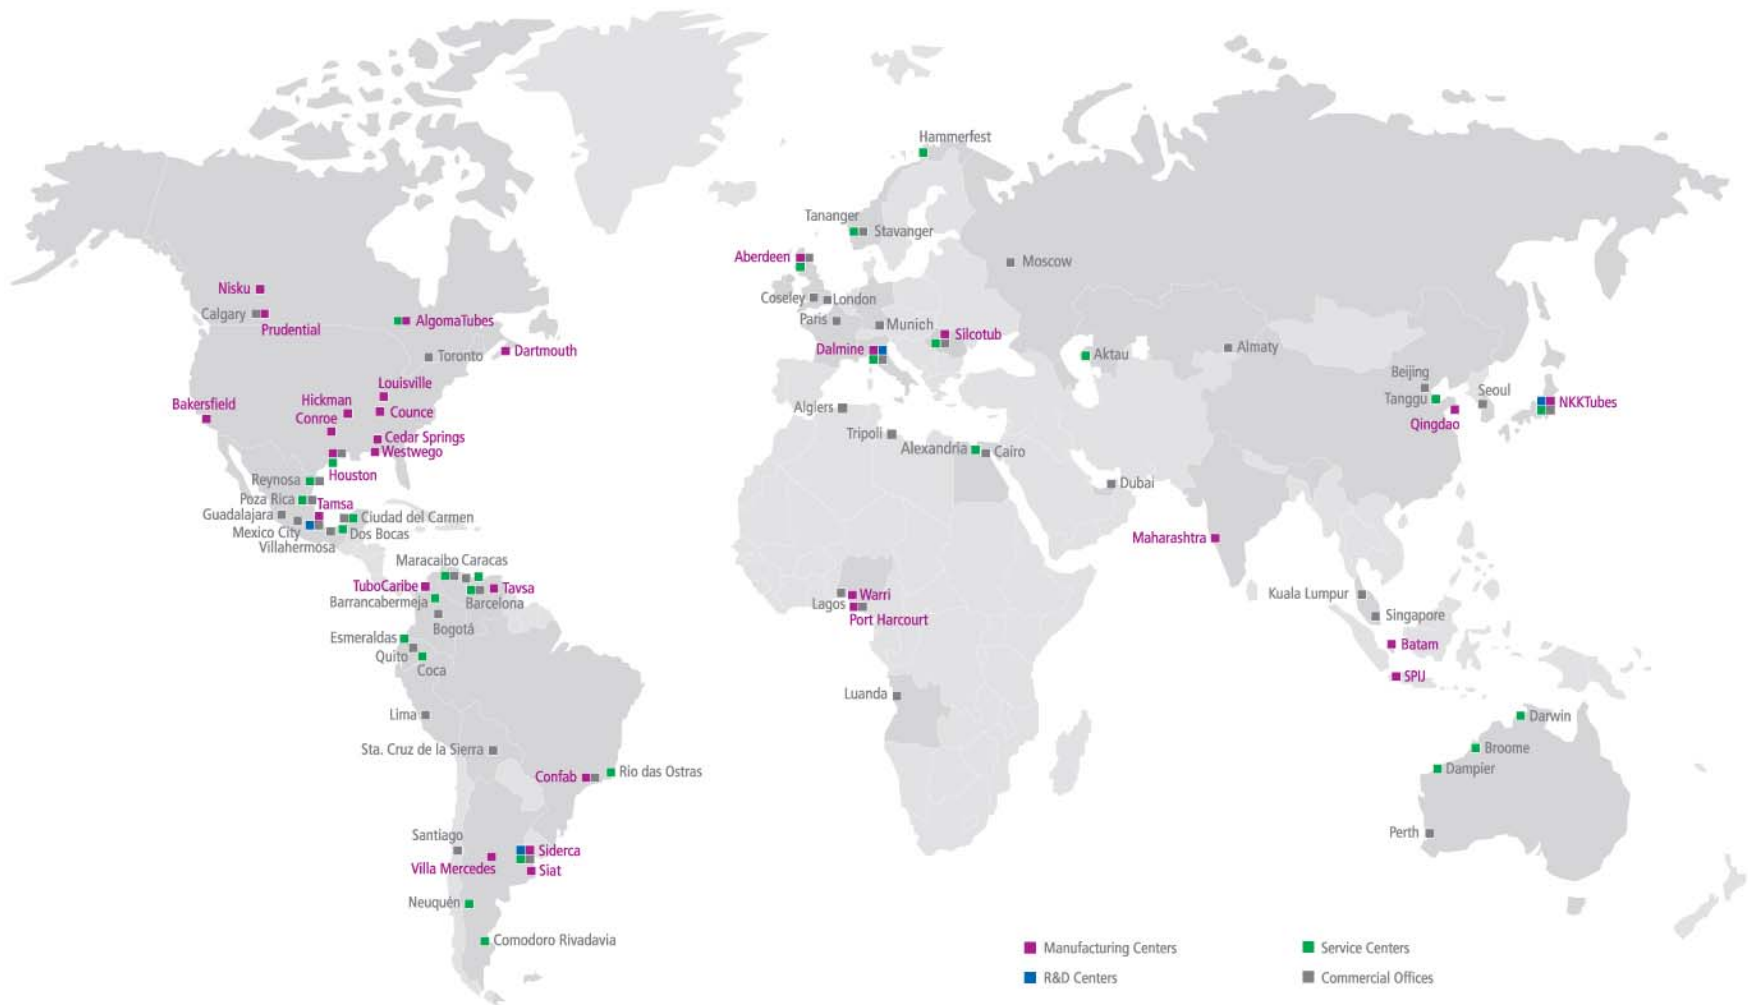 Hammerfest
Tananger
Stavanger
Aberdeen
Moscow
Nisku
Coseley
London
Calgary
Prudential
AlgomaTubes
Paris
Munich
Silcotub
Dartmouth
Toronto
Dalmine
Aktau
Almaty
Louisville
Beijing
Seoul
Bakersfield
Hickman
Tanggu
NKKTubes
Conroe
Counce
Algiers
Qingdao
Cedar Springs
Tripoli
Westwego
Alexandria
Cairo
Houston
Reynosa
Dubai
Poza Rica
Tamsa
Guadalajara
Ciudad del Carmen
Mexico City
Dos Bocas
Maharashtra
Villahermosa
Maracaibo Caracas
TuboCaribe
Tavsa
Warri
Kuala Lumpur
Barrancabermeja
Barcelona
Lagos
Port Harcourt
Singapore
Bogotá
Esmeraldas
Batam
Quito
Coca
SPIJ
Luanda
Lima
Darwin
Sta. Cruz de la Sierra
Broome
Confab
Rio das Ostras
Dampier
Santiago
Perth
Siderca
Villa Mercedes
Siat
Neuquén
Comodoro Rivadavia
Manufacturing Centers
Service Centers
R&D Centers
Commercial Offices